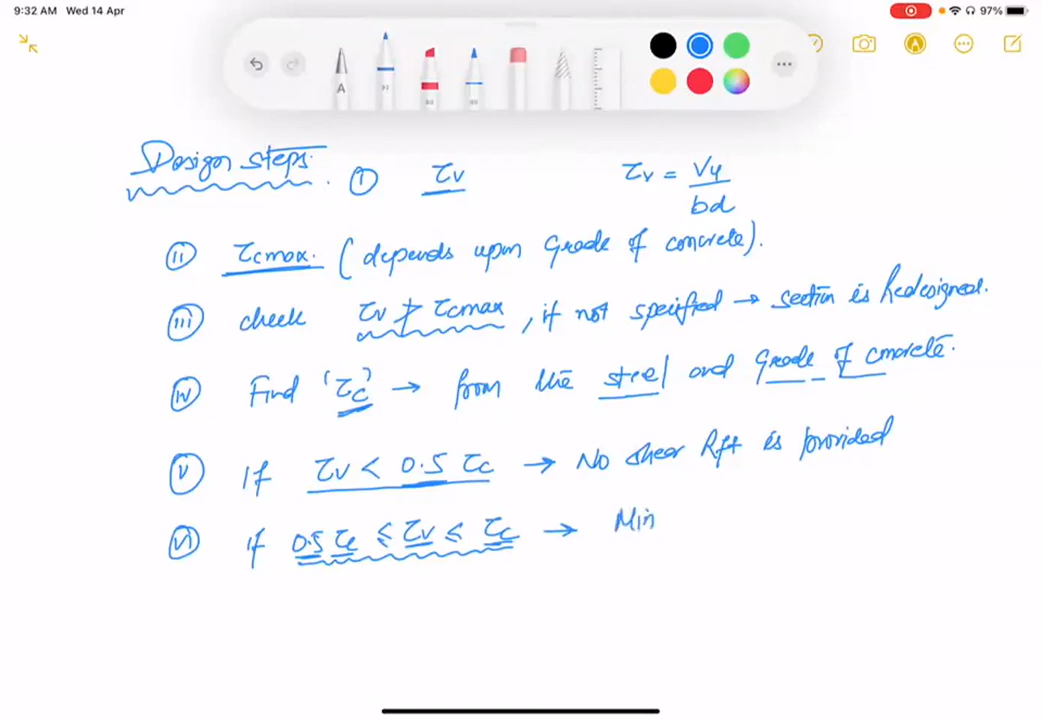 9:32 AM Wed 14 Apr 97%
A
Design steps. (i) τv τv = Vu/bd
(ii) τcmax. (depends upon Grade of concrete).
(iii) check τv ≯ τcmax, if not specified → section is Redesigned.
(iv) Find 'τc' → from the steel and Grade of concrete.
(v) If τv < 0.5 τc → No shear Rft is provided
(vi) if 0.5 τc ≤ τv ≤ τc → Min